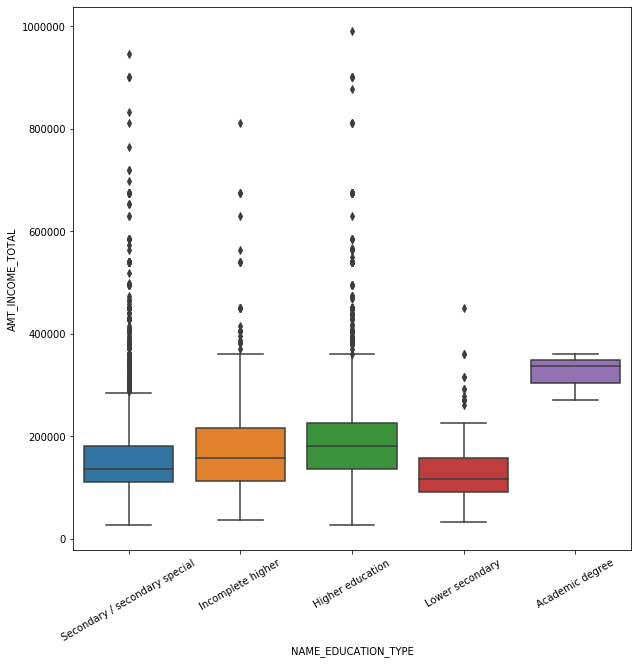 1000000
800000
600000
400000
200000
0
AMT_INCOME_TOTAL
Secondary / secondary special
Incomplete higher
Higher education
Lower secondary
Academic degree
NAME_EDUCATION_TYPE